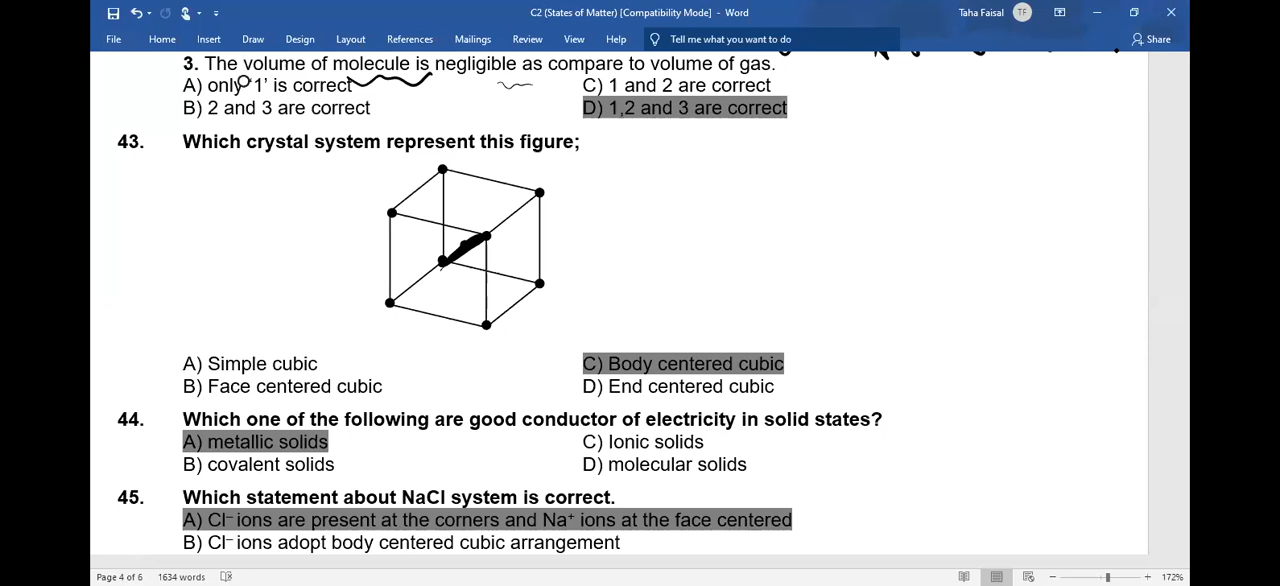 C2 (States of Matter) [Compatibility Mode] - Word
Taha Faisal
TF
File Home Insert Draw Design Layout References Mailings Review View Help Tell me what you want to do Share
3. The volume of molecule is negligible as compare to volume of gas.
A) only '1' is correct C) 1 and 2 are correct
B) 2 and 3 are correct D) 1,2 and 3 are correct
43. Which crystal system represent this figure;
A) Simple cubic C) Body centered cubic
B) Face centered cubic D) End centered cubic
44. Which one of the following are good conductor of electricity in solid states?
A) metallic solids C) Ionic solids
B) covalent solids D) molecular solids
45. Which statement about NaCl system is correct.
A) Cl⁻ ions are present at the corners and Na⁺ ions at the face centered
B) Cl⁻ ions adopt body centered cubic arrangement
Page 4 of 6 1634 words 172%